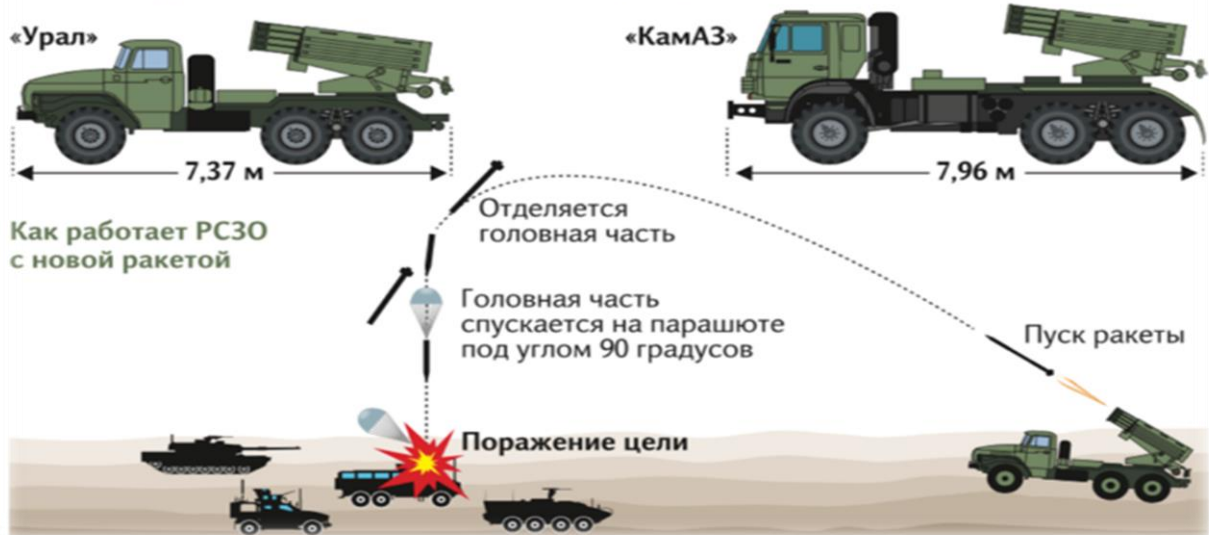 «Урал»
«КамАЗ»
7,37 м
7,96 м
Как работает РСЗО
с новой ракетой
Отделяется
головная часть
Головная часть
спускается на парашюте
под углом 90 градусов
Пуск ракеты
Поражение цели